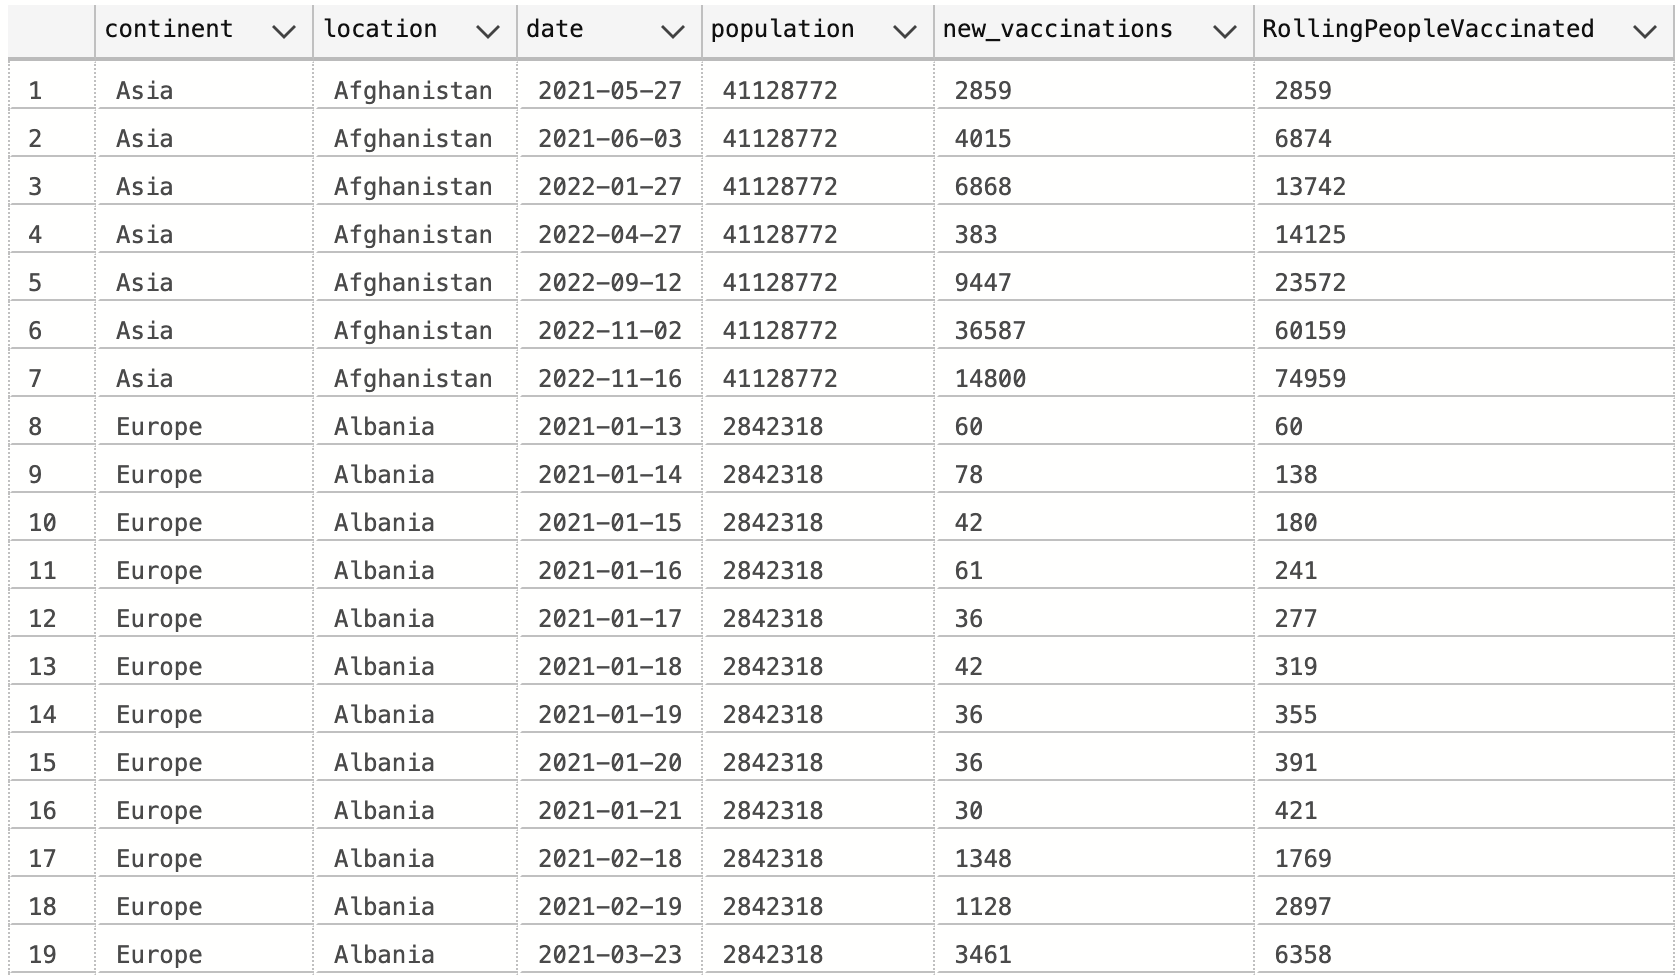 continent location date population new_vaccinations RollingPeopleVaccinated
1 Asia Afghanistan 2021-05-27 41128772 2859 2859
2 Asia Afghanistan 2021-06-03 41128772 4015 6874
3 Asia Afghanistan 2022-01-27 41128772 6868 13742
4 Asia Afghanistan 2022-04-27 41128772 383 14125
5 Asia Afghanistan 2022-09-12 41128772 9447 23572
6 Asia Afghanistan 2022-11-02 41128772 36587 60159
7 Asia Afghanistan 2022-11-16 41128772 14800 74959
8 Europe Albania 2021-01-13 2842318 60 60
9 Europe Albania 2021-01-14 2842318 78 138
10 Europe Albania 2021-01-15 2842318 42 180
11 Europe Albania 2021-01-16 2842318 61 241
12 Europe Albania 2021-01-17 2842318 36 277
13 Europe Albania 2021-01-18 2842318 42 319
14 Europe Albania 2021-01-19 2842318 36 355
15 Europe Albania 2021-01-20 2842318 36 391
16 Europe Albania 2021-01-21 2842318 30 421
17 Europe Albania 2021-02-18 2842318 1348 1769
18 Europe Albania 2021-02-19 2842318 1128 2897
19 Europe Albania 2021-03-23 2842318 3461 6358